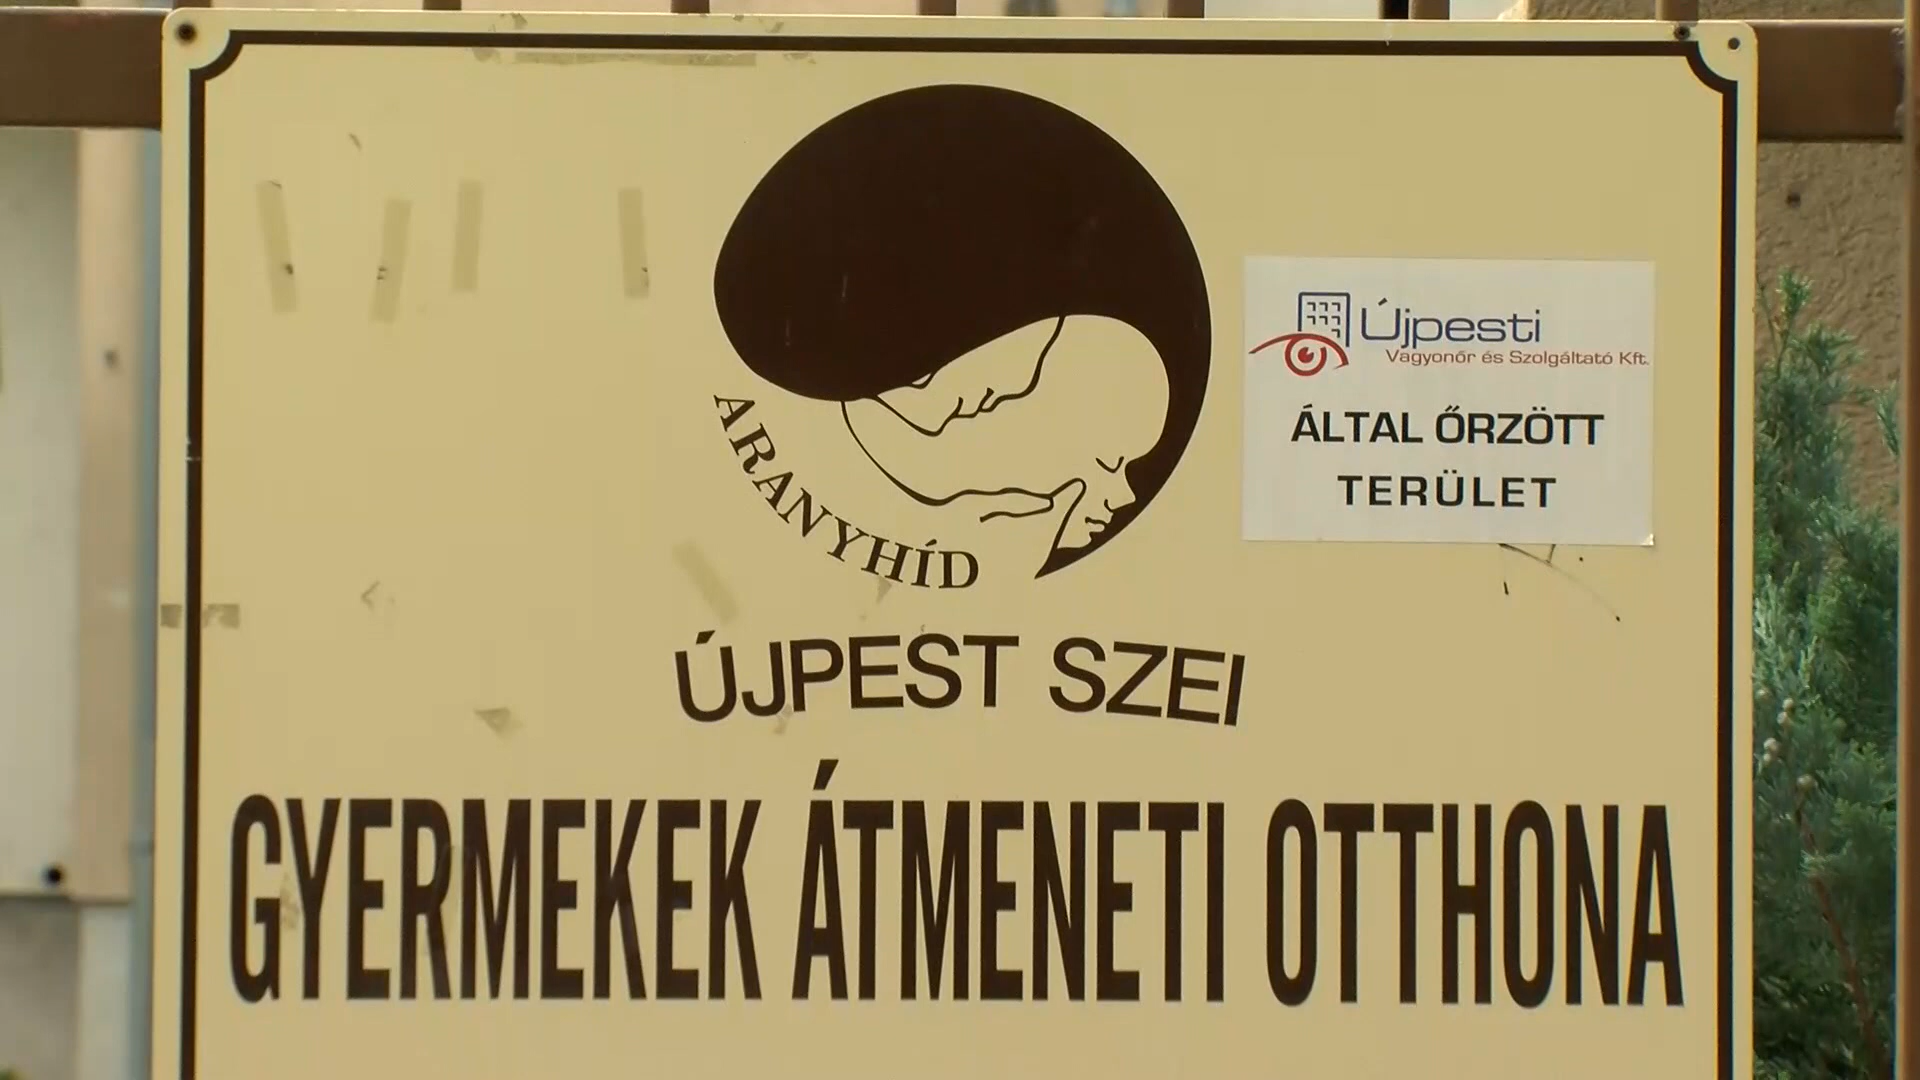 ARANYHÍD
Újpesti
Vagyonőr és Szolgáltató Kft.
ÁLTAL ŐRZÖTT
TERÜLET
ÚJPEST SZEI
GYERMEKEK ÁTMENETI OTTHONA